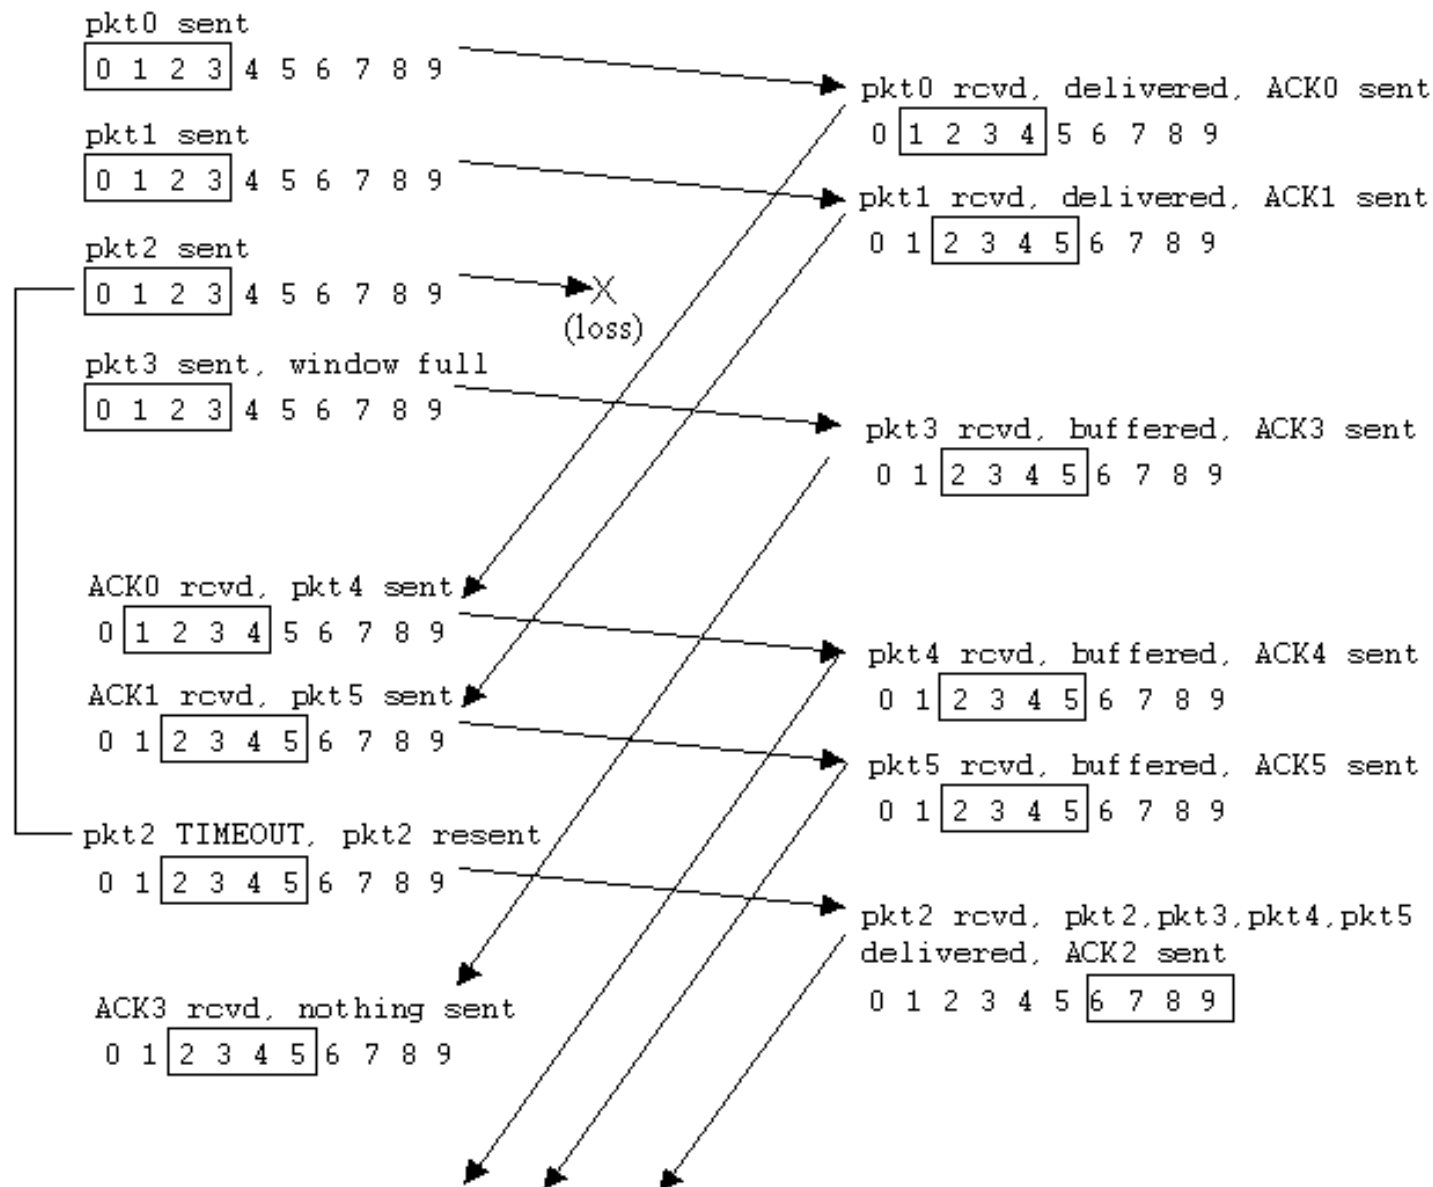 pkt0 sent
0 1 2 3 4 5 6 7 8 9
pkt1 sent
0 1 2 3 4 5 6 7 8 9
pkt2 sent
0 1 2 3 4 5 6 7 8 9
X
(loss)
pkt3 sent, window full
0 1 2 3 4 5 6 7 8 9
ACK0 rcvd, pkt4 sent
0 1 2 3 4 5 6 7 8 9
ACK1 rcvd, pkt5 sent
0 1 2 3 4 5 6 7 8 9
pkt2 TIMEOUT, pkt2 resent
0 1 2 3 4 5 6 7 8 9
ACK3 rcvd, nothing sent
0 1 2 3 4 5 6 7 8 9
pkt0 rcvd, delivered, ACK0 sent
0 1 2 3 4 5 6 7 8 9
pkt1 rcvd, delivered, ACK1 sent
0 1 2 3 4 5 6 7 8 9
pkt3 rcvd, buffered, ACK3 sent
0 1 2 3 4 5 6 7 8 9
pkt4 rcvd, buffered, ACK4 sent
0 1 2 3 4 5 6 7 8 9
pkt5 rcvd, buffered, ACK5 sent
0 1 2 3 4 5 6 7 8 9
pkt2 rcvd, pkt2,pkt3,pkt4,pkt5
delivered, ACK2 sent
0 1 2 3 4 5 6 7 8 9